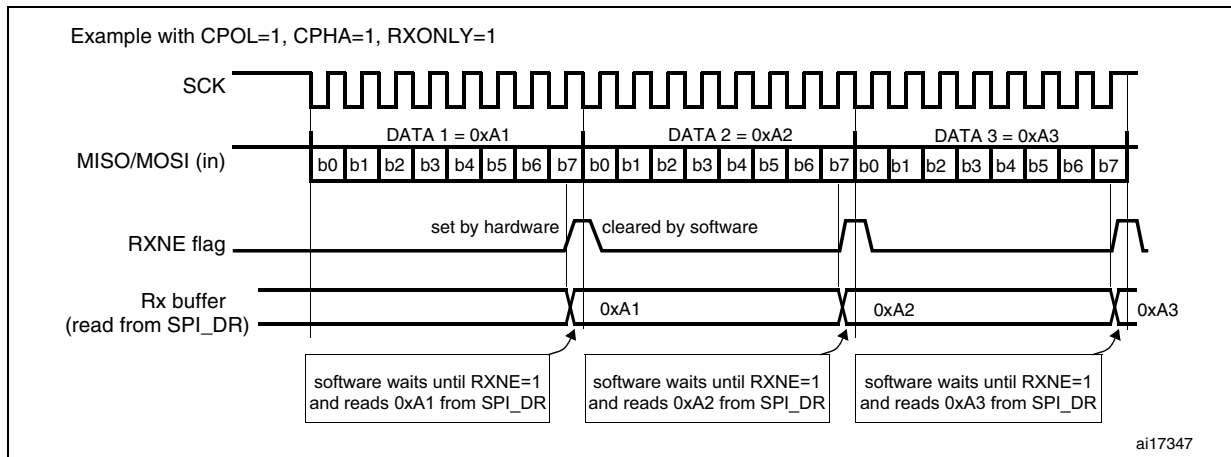 Example with CPOL=1, CPHA=1, RXONLY=1
SCK
DATA 1 = 0xA1
DATA 2 = 0xA2
DATA 3 = 0xA3
MISO/MOSI (in)
b0 b1 b2 b3 b4 b5 b6 b7 b0 b1 b2 b3 b4 b5 b6 b7 b0 b1 b2 b3 b4 b5 b6 b7
set by hardware
cleared by software
RXNE flag
Rx buffer
(read from SPI_DR)
0xA1
0xA2
0xA3
software waits until RXNE=1
and reads 0xA1 from SPI_DR
software waits until RXNE=1
and reads 0xA2 from SPI_DR
software waits until RXNE=1
and reads 0xA3 from SPI_DR
ai17347